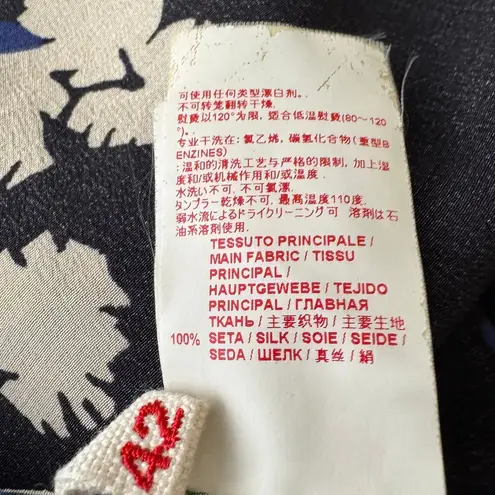 可使用任何类型漂白剂。
不可转笼翻转干燥.
熨烫以120°为限, 适合低温熨烫(80~120
°).
专业干洗在: 氯乙烯, 碳氢化合物 (重型B
ENZINES)
:温和的清洗工艺与严格的限制, 加上湿
度和/或机械作用和/或温度.
水洗い不可. 不可氯漂.
タンブラー乾燥不可. 最高温度110度.
弱水流によるドライクリーニング可 溶剤は石
油系溶剤使用.
TESSUTO PRINCIPALE /
MAIN FABRIC / TISSU
PRINCIPAL /
HAUPTGEWEBE / TEJIDO
PRINCIPAL / ГЛАВНАЯ
ТКАНЬ / 主要織物 / 主要生地
100% SETA / SILK / SOIE / SEIDE /
SEDA / ШЕЛК / 真丝 / 絹
42